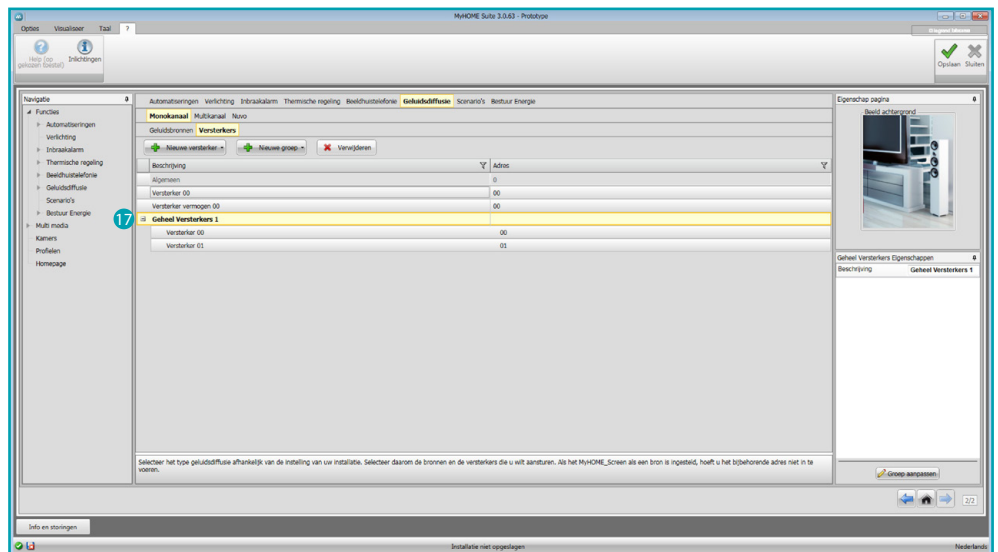 MyHOME Suite 3.0.63 - Prototype
Opties Visualiseer Taal ?
Help (op gekozen toestel) Inlichtingen
Opslaan Sluiten
Navigatie
Functies
Automatiseringen
Verlichting
Inbraakalarm
Thermische regeling
Beeldhuistelefonie
Geluidsdiffusie
Scenario's
Bestuur Energie
Multi media
Kamers
Profielen
Homepage
17
Automatiseringen Verlichting Inbraakalarm Thermische regeling Beeldhuistelefonie Geluidsdiffusie Scenario's Bestuur Energie
Monokanaal Multikanaal Nuvo
Geluidsbronnen Versterkers
Nieuwe versterker Nieuwe groep Verwijderen
Beschrijving Adres
Algemeen 0
Versterker 00 00
Versterker vermogen 00 00
Geheel Versterkers 1
Versterker 00 00
Versterker 01 01
Selecteer het type geluidsdiffusie afhankelijk van de instelling van uw installatie. Selecteer daarom de bronnen en de versterkers die u wilt aansturen. Als het MyHOME_Screen als een bron is ingesteld, hoeft u het bijbehorende adres niet in te
voeren.
Eigenschap pagina
Beeld achtergrond
Geheel Versterkers Eigenschappen
Beschrijving Geheel Versterkers 1
Groep aanpassen
2/2
Info en storingen
Installatie niet opgeslagen
Nederlands